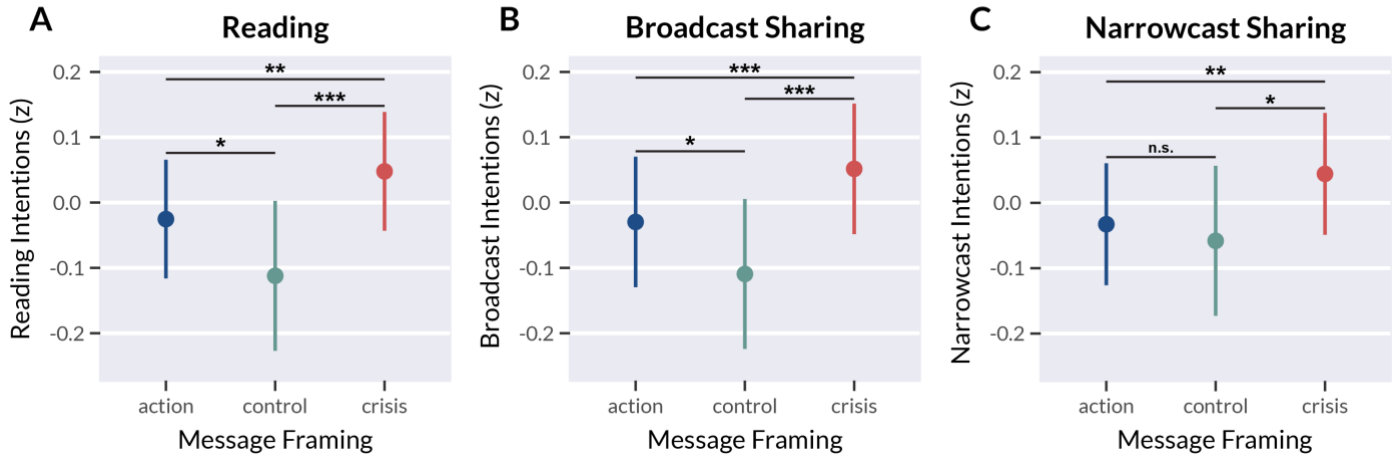 A Reading
Reading Intentions (z)
0.2
0.1
0.0
-0.1
-0.2
**
***
*
action control crisis
Message Framing
B Broadcast Sharing
Broadcast Intentions (z)
0.2
0.1
0.0
-0.1
-0.2
***
***
*
action control crisis
Message Framing
C Narrowcast Sharing
Narrowcast Intentions (z)
0.2
0.1
0.0
-0.1
-0.2
**
*
n.s.
action control crisis
Message Framing